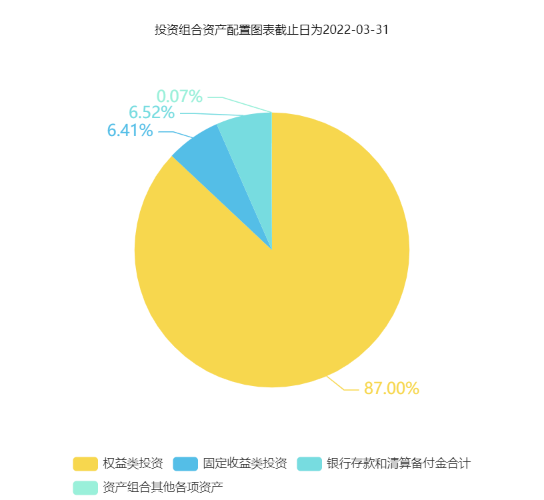 投资组合资产配置图表截止日为2022-03-31
0.07%
6.52%
6.41%
87.00%
权益类投资 固定收益类投资 银行存款和清算备付金合计
资产组合其他各项资产